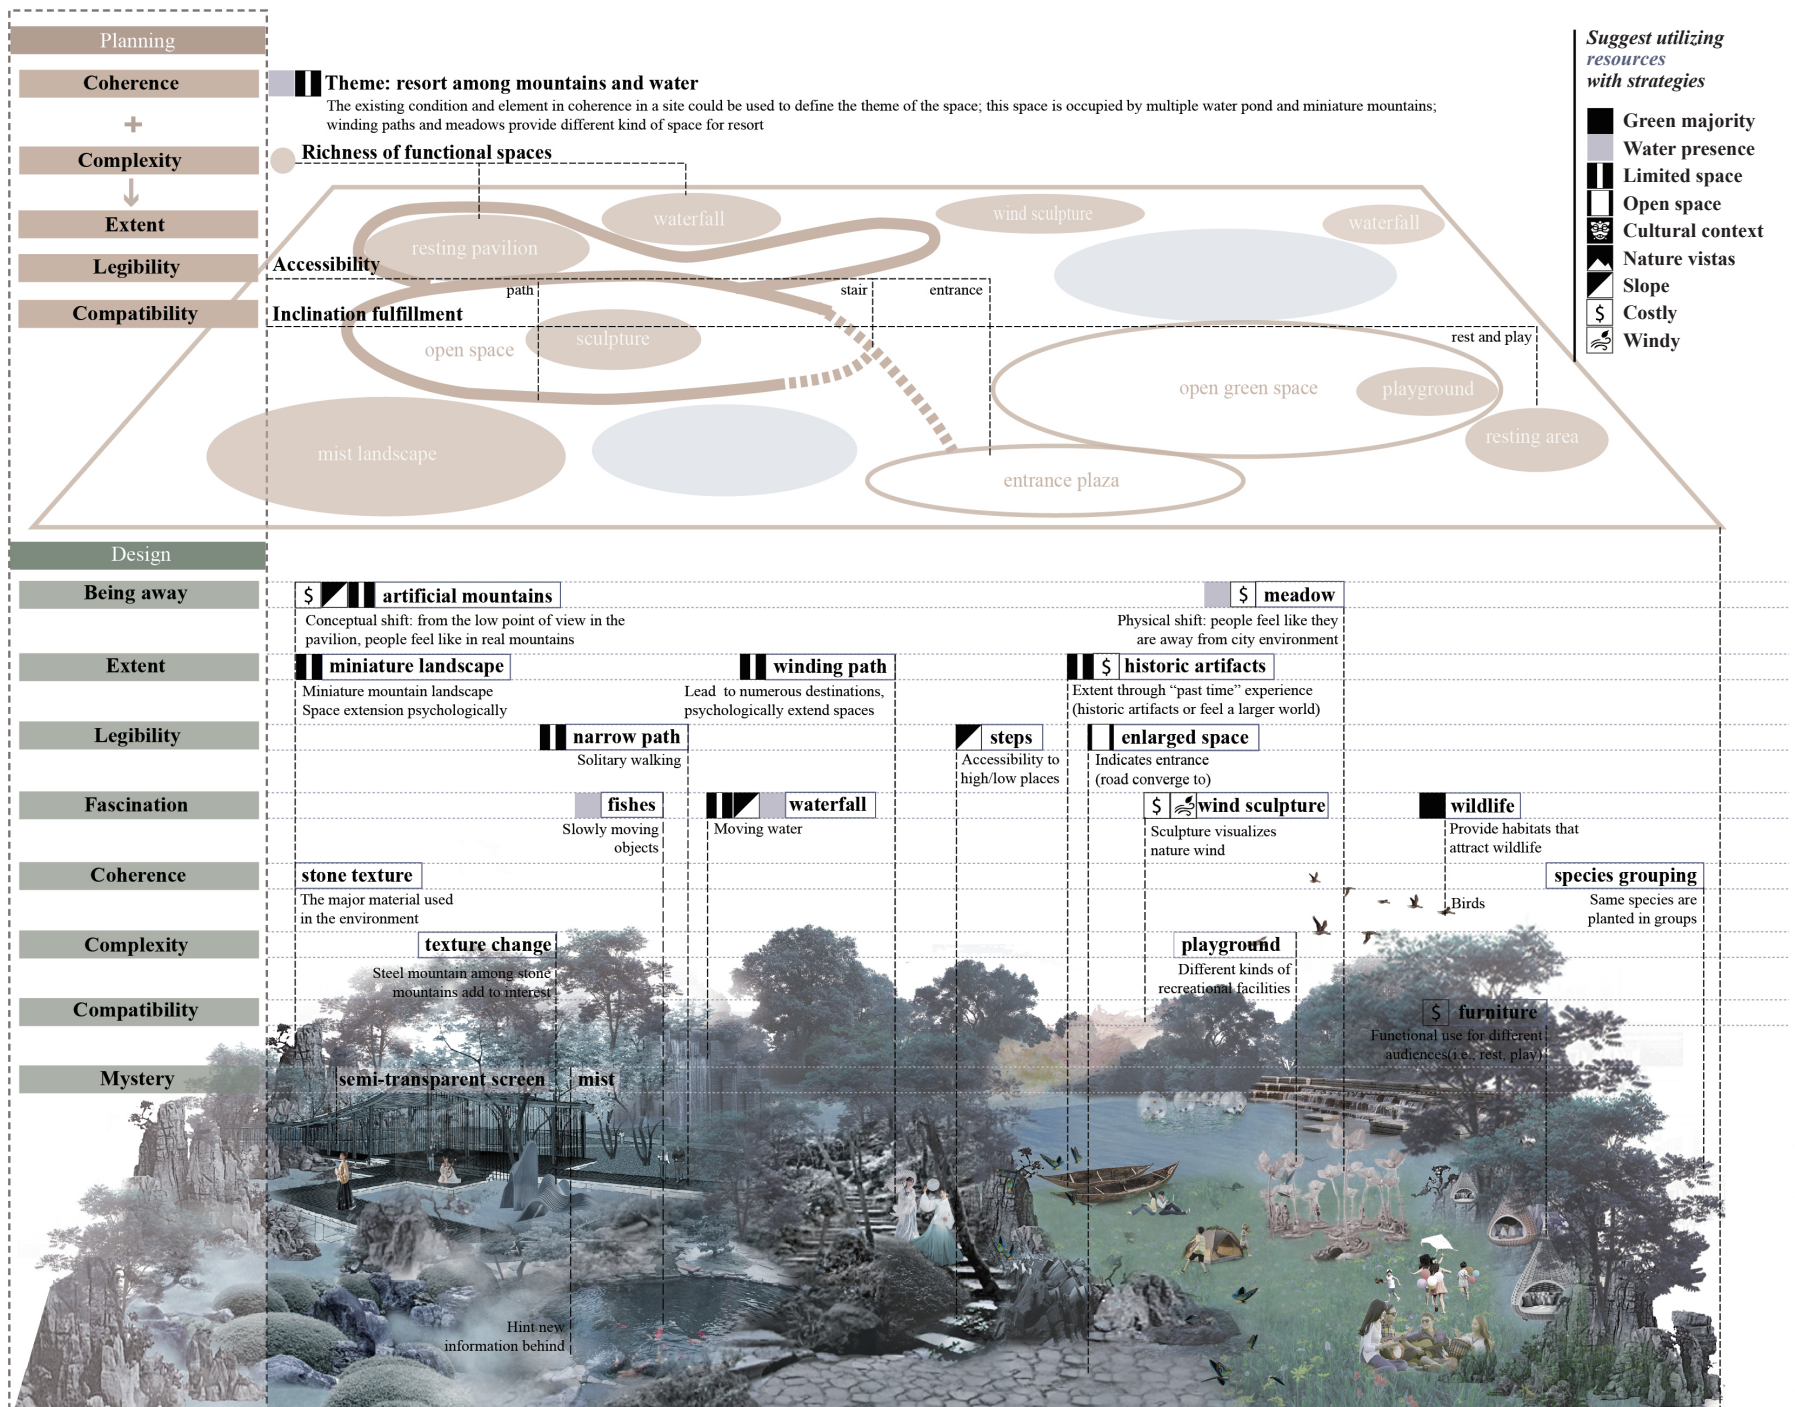 Planning
Coherence
+
Complexity
Extent
Legibility
Compatibility
Theme: resort among mountains and water
The existing condition and element in coherence in a site could be used to define the theme of the space; this space is occupied by multiple water pond and miniature mountains;
winding paths and meadows provide different kind of space for resort
Richness of functional spaces
waterfall
wind sculpture
waterfall
resting pavilion
Accessibility
path
stair
entrance
Inclination fulfillment
rest and play
sculpture
open space
open green space
playground
resting area
mist landscape
entrance plaza
Suggest utilizing
resources
with strategies
Green majority
Water presence
Limited space
Open space
Cultural context
Nature vistas
Slope
$ Costly
Windy
Design
Being away
$ artificial mountains
Conceptual shift: from the low point of view in the
pavilion, people feel like in real mountains
$ meadow
Physical shift: people feel like they
are away from city environment
Extent
miniature landscape
Miniature mountain landscape
Space extension psychologically
winding path
Lead to numerous destinations,
psychologically extend spaces
$ historic artifacts
Extent through “past time” experience
(historic artifacts or feel a larger world)
Legibility
narrow path
Solitary walking
steps
Accessibility to
high/low places
enlarged space
Indicates entrance
(road converge to)
Fascination
fishes
Slowly moving
objects
waterfall
Moving water
$ wind sculpture
Sculpture visualizes
nature wind
wildlife
Provide habitats that
attract wildlife
Birds
Coherence
stone texture
The major material used
in the environment
species grouping
Same species are
planted in groups
Complexity
texture change
Steel mountain among stone
mountains add to interest
playground
Different kinds of
recreational facilities
Compatibility
$ furniture
Functional use for different
audiences(i.e., rest, play)
Mystery
semi-transparent screen
mist
Hint new
information behind